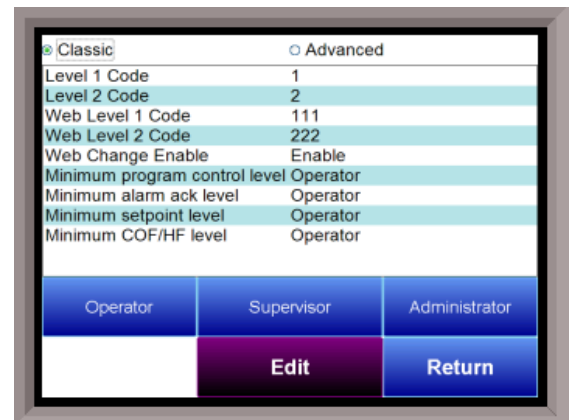 Classic Advanced
Level 1 Code 1
Level 2 Code 2
Web Level 1 Code 111
Web Level 2 Code 222
Web Change Enable Enable
Minimum program control level Operator
Minimum alarm ack level Operator
Minimum setpoint level Operator
Minimum COF/HF level Operator
Operator Supervisor Administrator
Edit Return